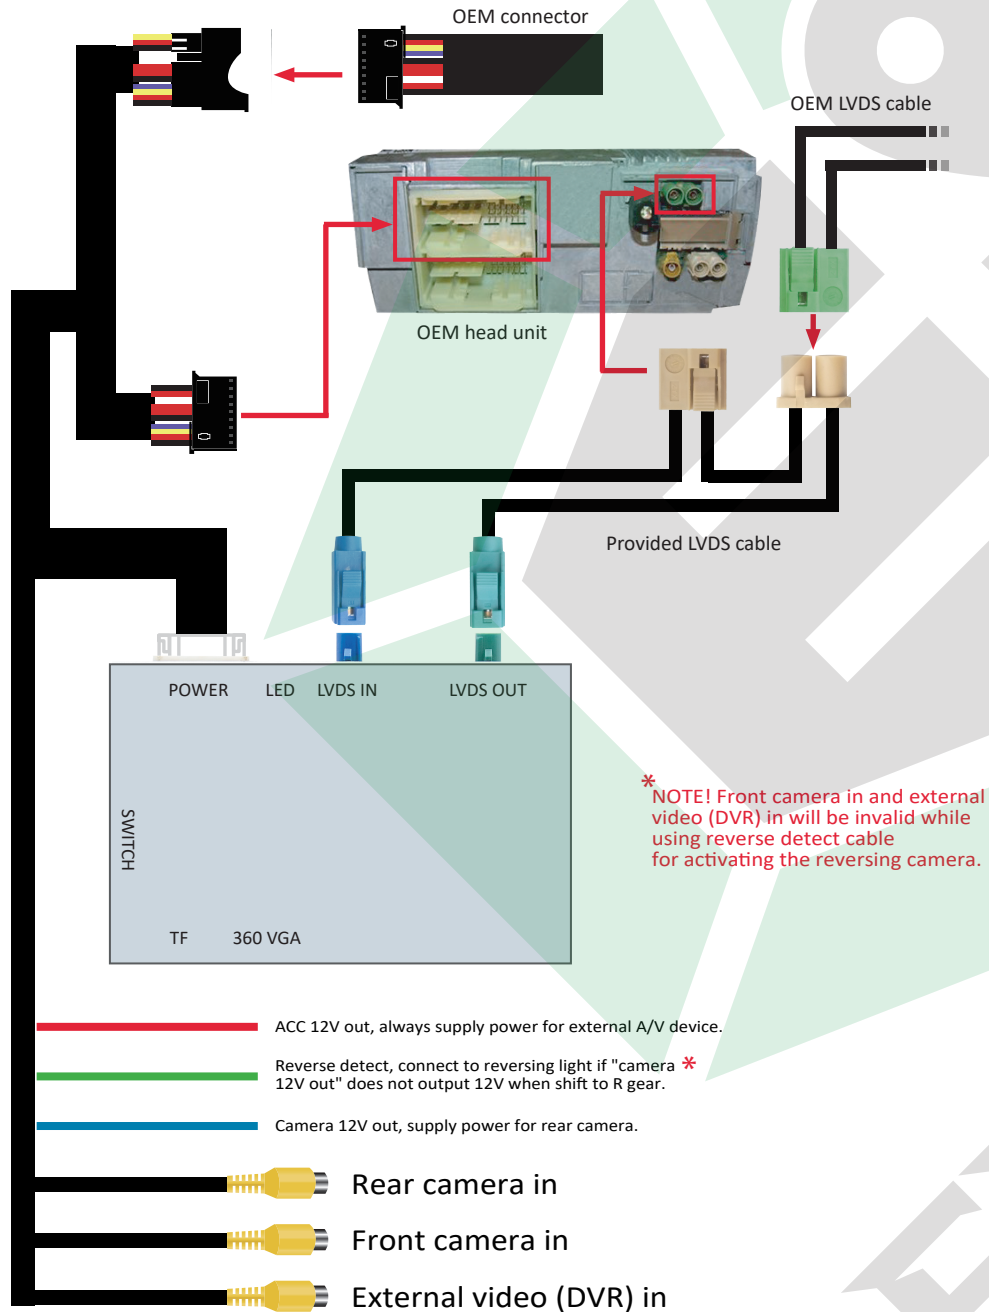 OEM connector
OEM LVDS cable
OEM head unit
Provided LVDS cable
POWER
LED
LVDS IN
LVDS OUT
SWITCH
TF
360 VGA
*
NOTE! Front camera in and external
video (DVR) in will be invalid while
using reverse detect cable
for activating the reversing camera.
ACC 12V out, always supply power for external A/V device.
Reverse detect, connect to reversing light if "camera *
12V out" does not output 12V when shift to R gear.
Camera 12V out, supply power for rear camera.
Rear camera in
Front camera in
External video (DVR) in